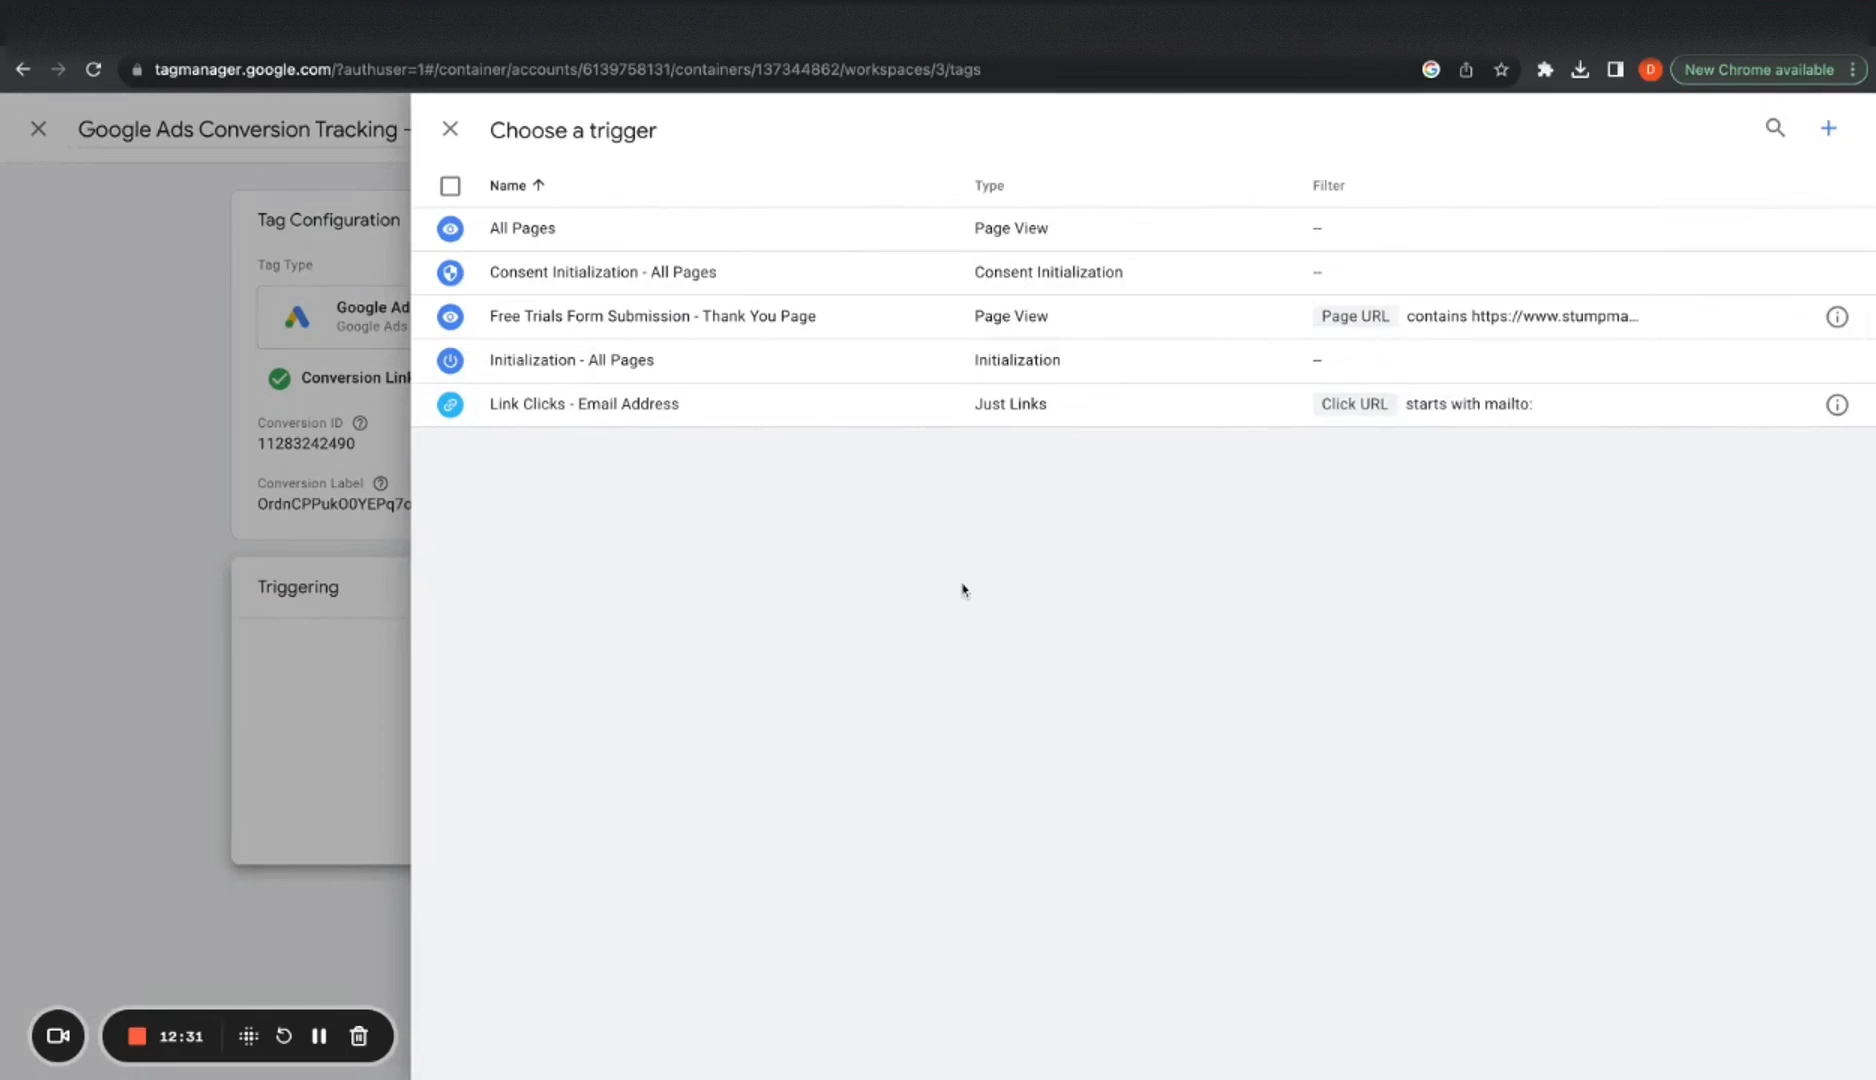 tagmanager.google.com/?authuser=1#/container/accounts/6139758131/containers/137344862/workspaces/3/tags
D
New Chrome available
Google Ads Conversion Tracking -
Choose a trigger
Name
Type
Filter
All Pages
Page View
--
Consent Initialization - All Pages
Consent Initialization
--
Free Trials Form Submission - Thank You Page
Page View
Page URL contains https://www.stumpma...
Initialization - All Pages
Initialization
--
Link Clicks - Email Address
Just Links
Click URL starts with mailto:
Tag Configuration
Tag Type
Google Ad
Google Ads
Conversion Link
Conversion ID
11283242490
Conversion Label
Triggering
12:31